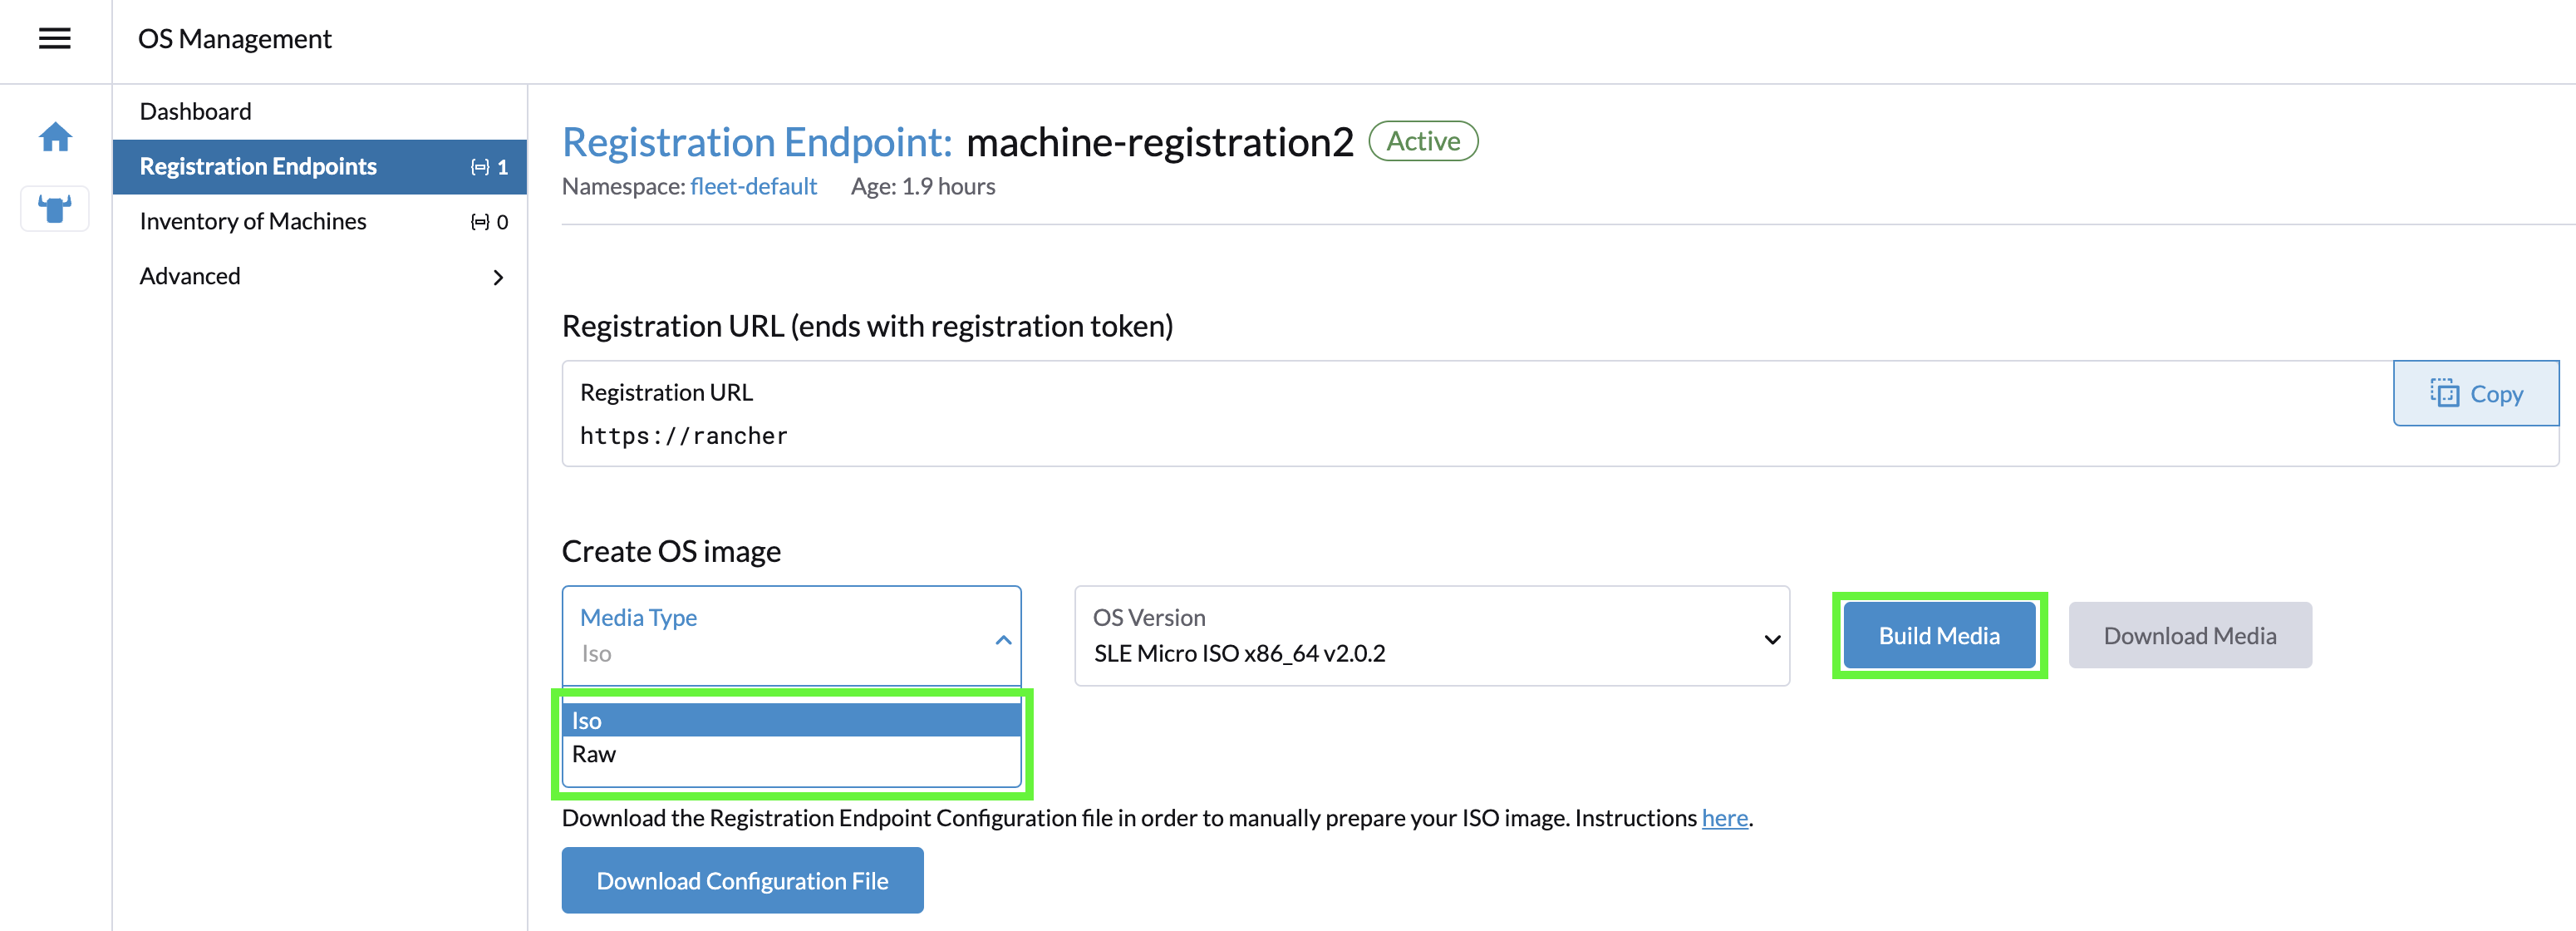 OS Management
Dashboard
Registration Endpoints 1
Inventory of Machines 0
Advanced
Registration Endpoint: machine-registration2 Active
Namespace: fleet-default Age: 1.9 hours
Registration URL (ends with registration token)
Registration URL
Copy
https://rancher
Create OS image
Media Type
Iso
OS Version
SLE Micro ISO x86_64 v2.0.2
Build Media
Download Media
Iso
Raw
Download the Registration Endpoint Configuration file in order to manually prepare your ISO image. Instructions here.
Download Configuration File